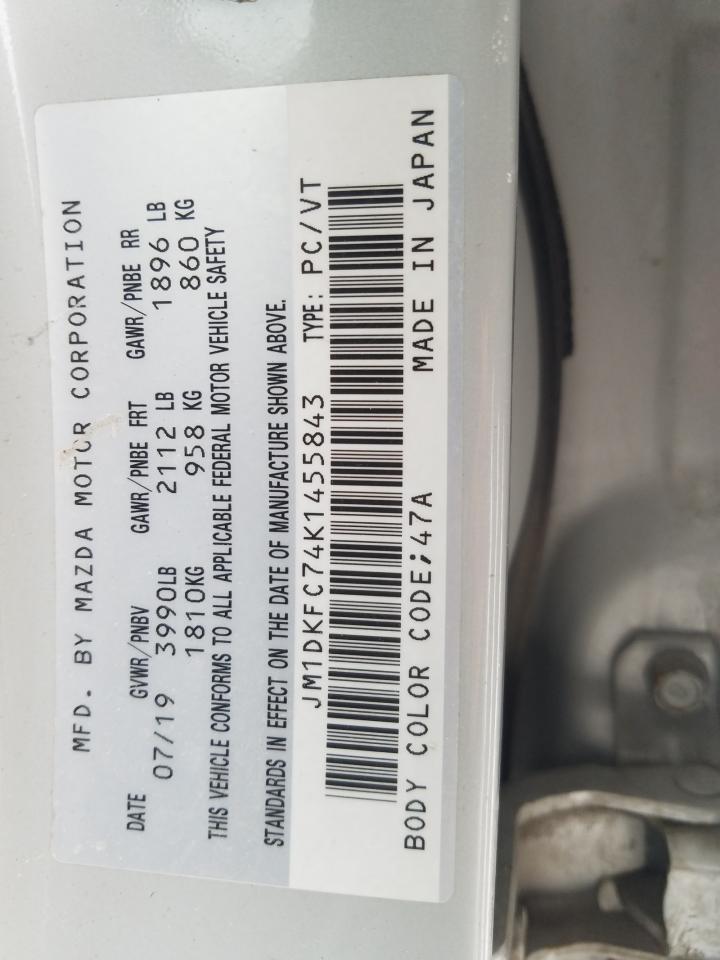 MFD. BY MAZDA MOTOR CORPORATION
DATE GVWR/PNBV GAWR/PNBE FRT GAWR/PNBE RR
07/19 3990LB 2112 LB 1896 LB
1810KG 958 KG 860 KG
THIS VEHICLE CONFORMS TO ALL APPLICABLE FEDERAL MOTOR VEHICLE SAFETY
STANDARDS IN EFFECT ON THE DATE OF MANUFACTURE SHOWN ABOVE.
JM1DKFC74K1455843 TYPE: PC/VT
BODY COLOR CODE;47A MADE IN JAPAN